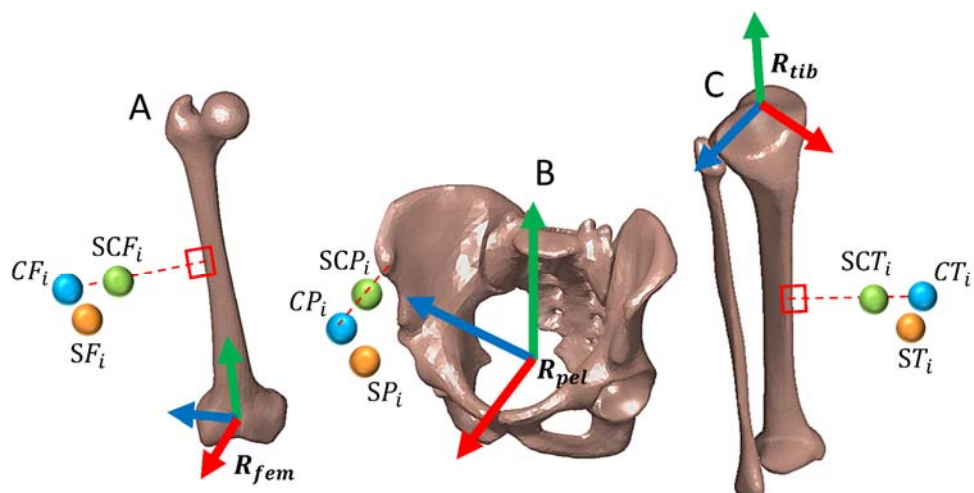 A
SCF_i
CF_i
SF_i
R_fem
B
SCP_i
CP_i
SP_i
R_pel
C
R_tib
SCT_i
CT_i
ST_i